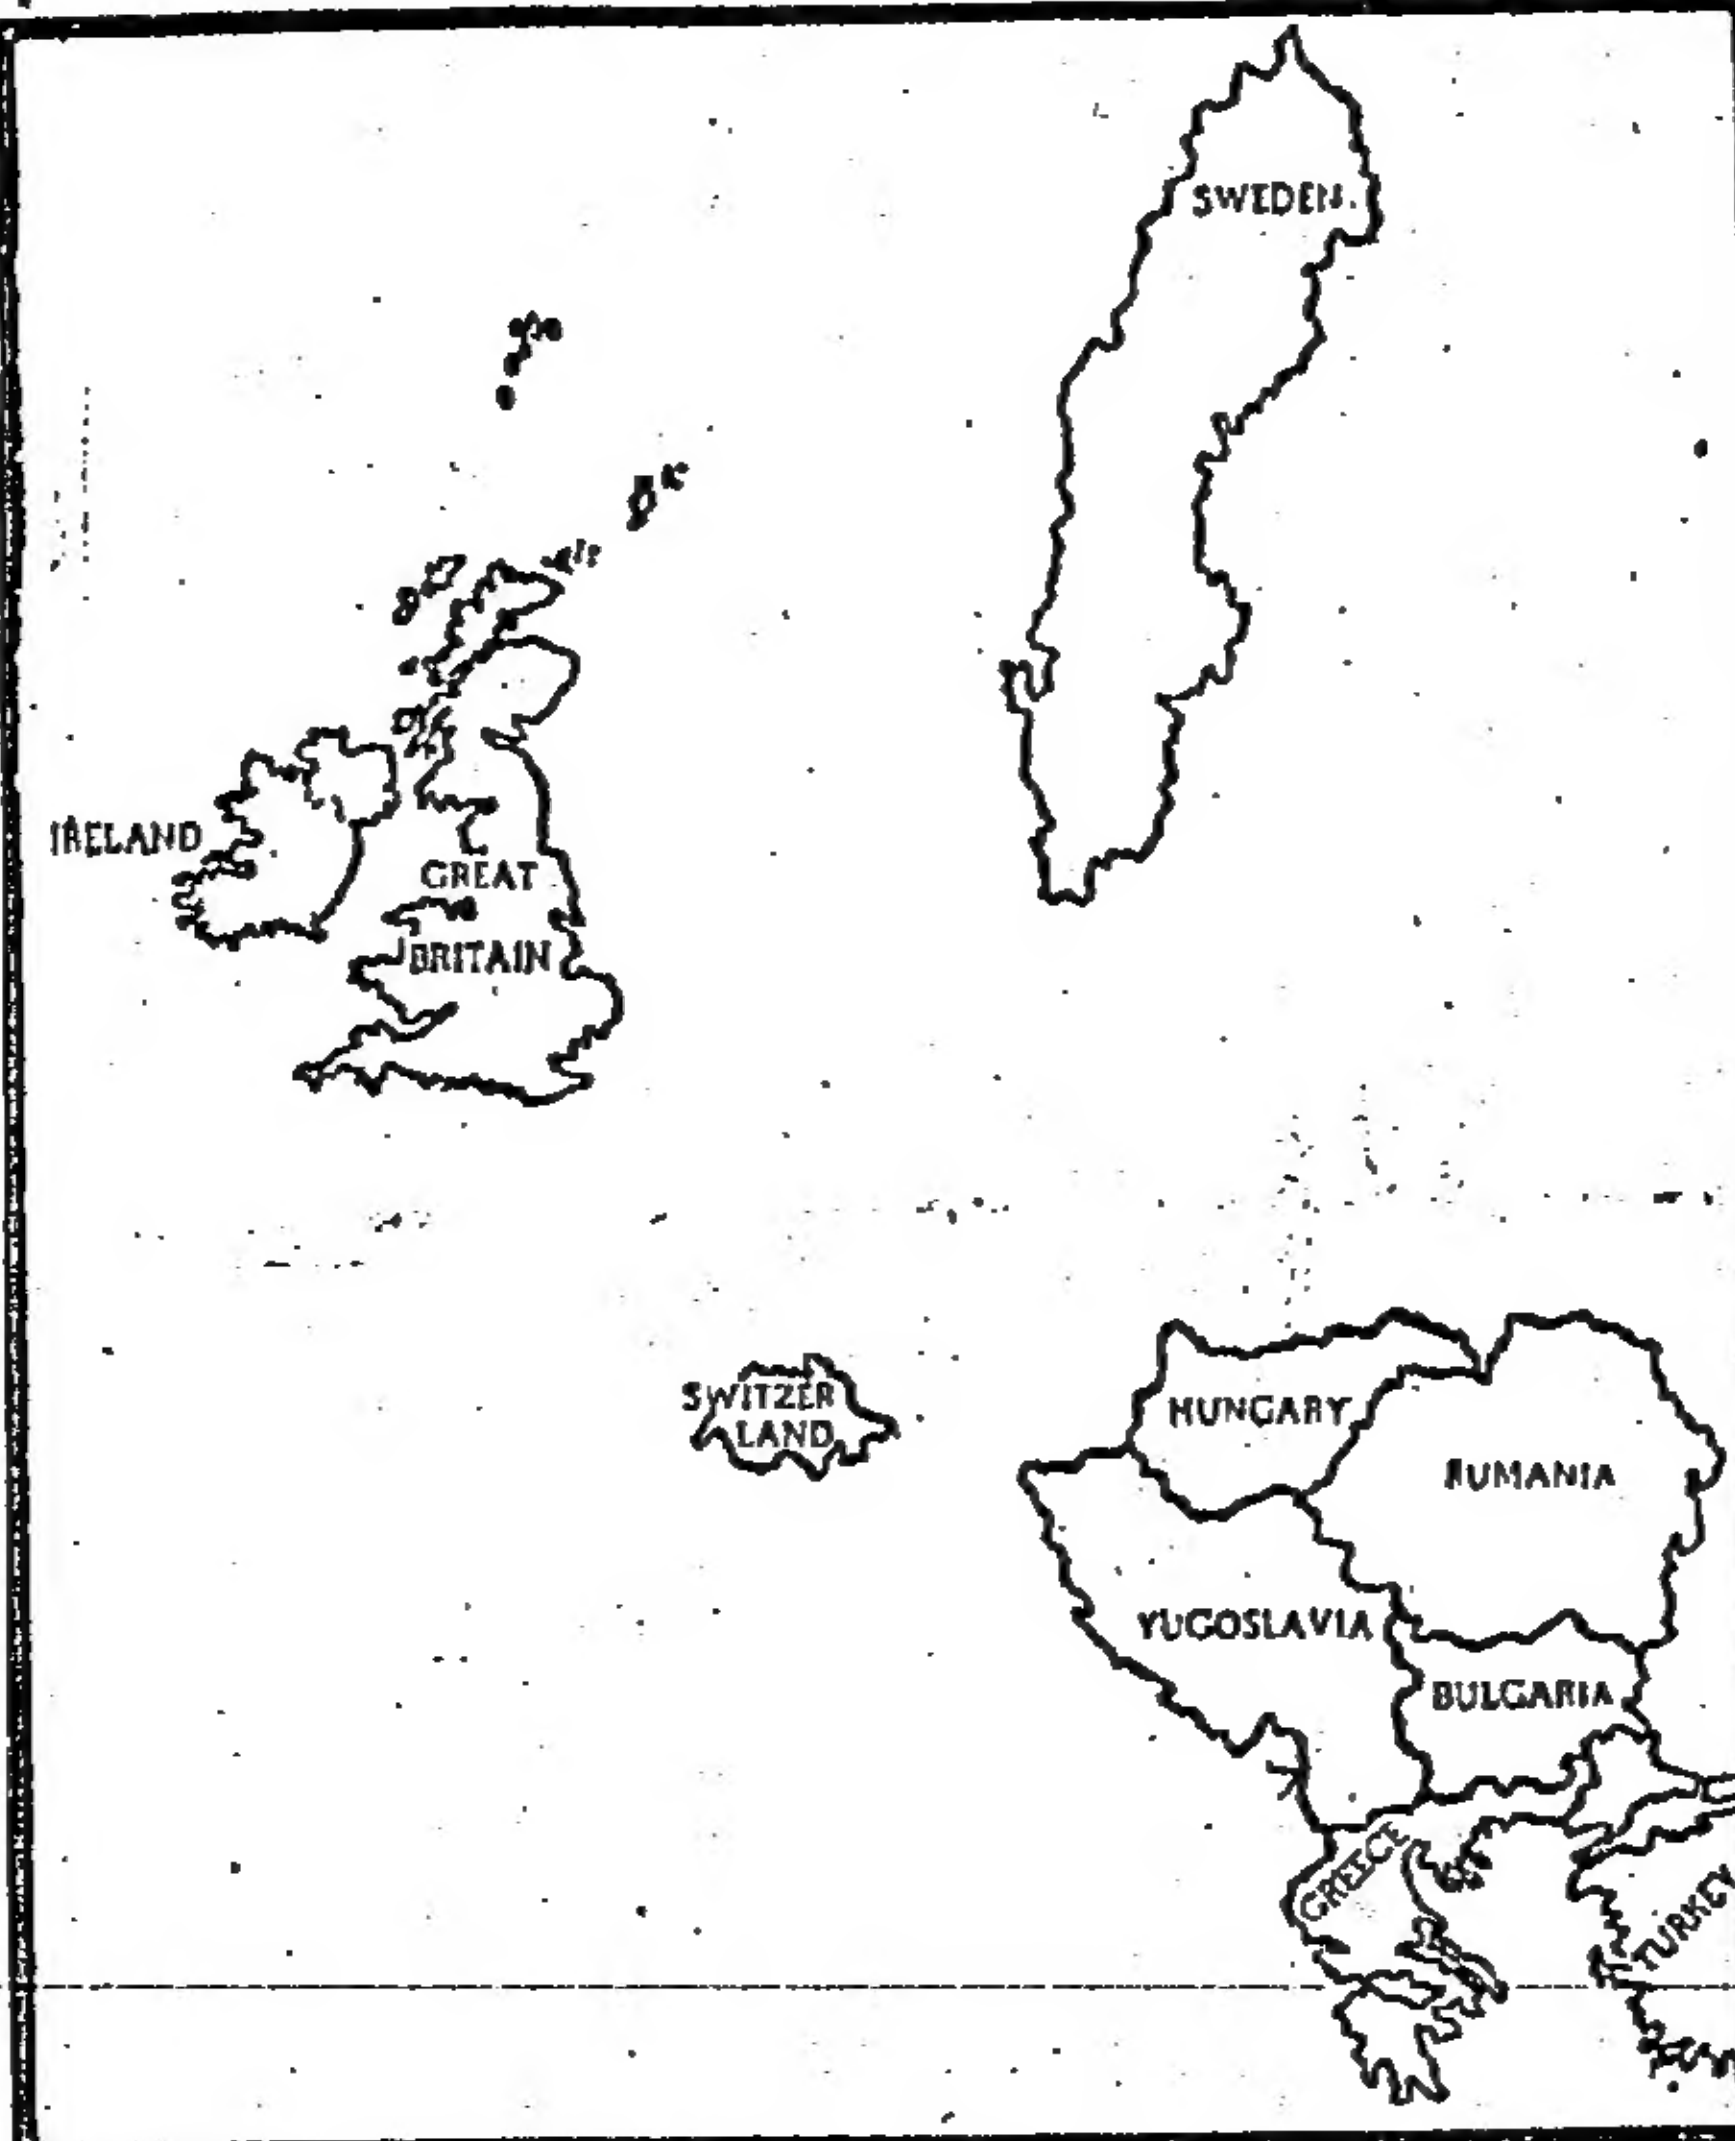 SWEDEN.
IRELAND
GREAT
BRITAIN
SWITZER
LAND
HUNGARY
RUMANIA
YUGOSLAVIA
BULGARIA
GREECE
TURKEY